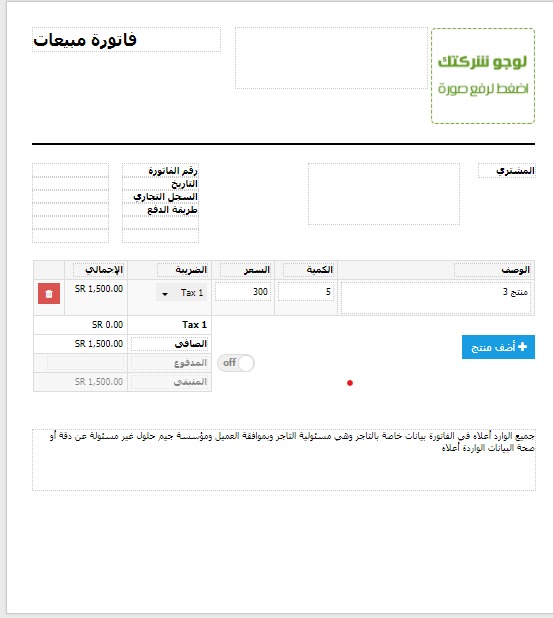 فاتورة مبيعات
لوجو شركتك
اضغط لرفع صورة
المشتري
رقم الفاتورة
التاريخ
السجل التجاري
طريقة الدفع
الوصف الكمية السعر الضريبة الإجمالي
منتج 3 5 300 Tax 1 SR 1,500.00
Tax 1 SR 0.00
الصافي SR 1,500.00
المدفوع off
المتبقي SR 1,500.00
أضف منتج
جميع الوارد أعلاه في الفاتورة بيانات خاصة بالتاجر وهي مسئولية التاجر وبموافقة العميل ومؤسسة جيم حلول غير مسئولة عن دقة أو
صحة البيانات الواردة أعلاه